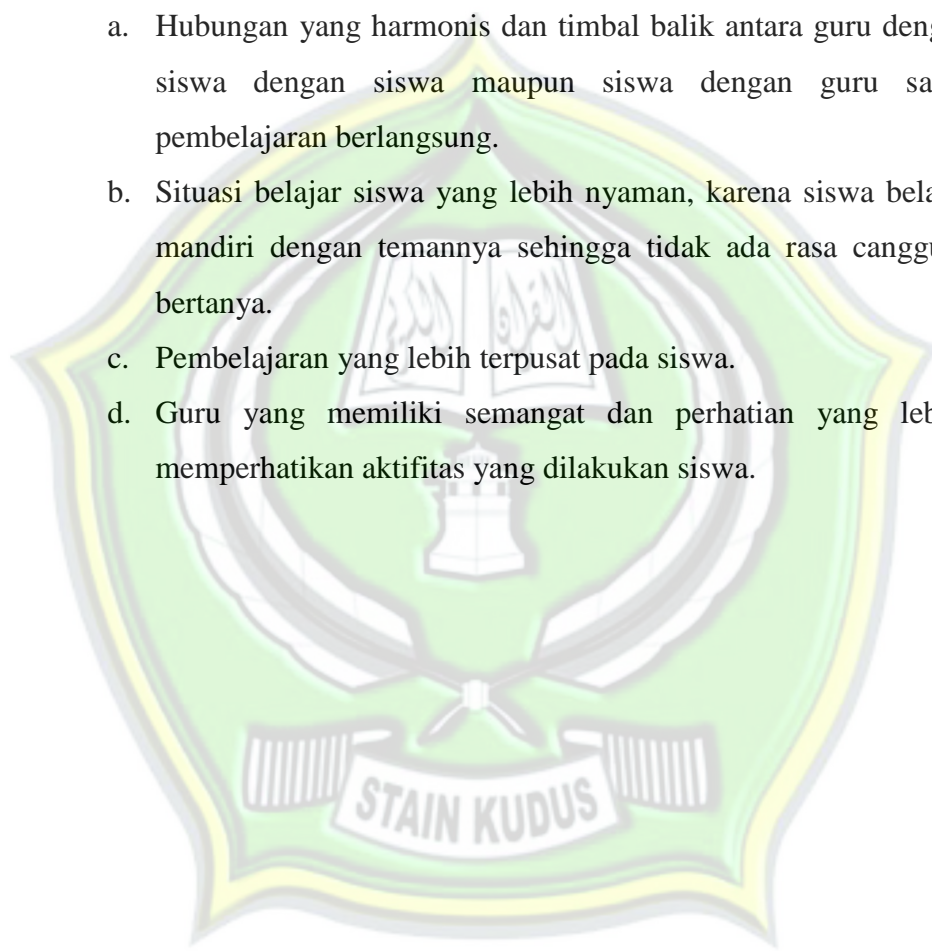 a. Hubungan yang harmonis dan timbal balik antara guru deng
siswa dengan siswa maupun siswa dengan guru sa
pembelajaran berlangsung.
b. Situasi belajar siswa yang lebih nyaman, karena siswa bela
mandiri dengan temannya sehingga tidak ada rasa canggu
bertanya.
c. Pembelajaran yang lebih terpusat pada siswa.
d. Guru yang memiliki semangat dan perhatian yang leb
memperhatikan aktifitas yang dilakukan siswa.
STAIN KUDUS